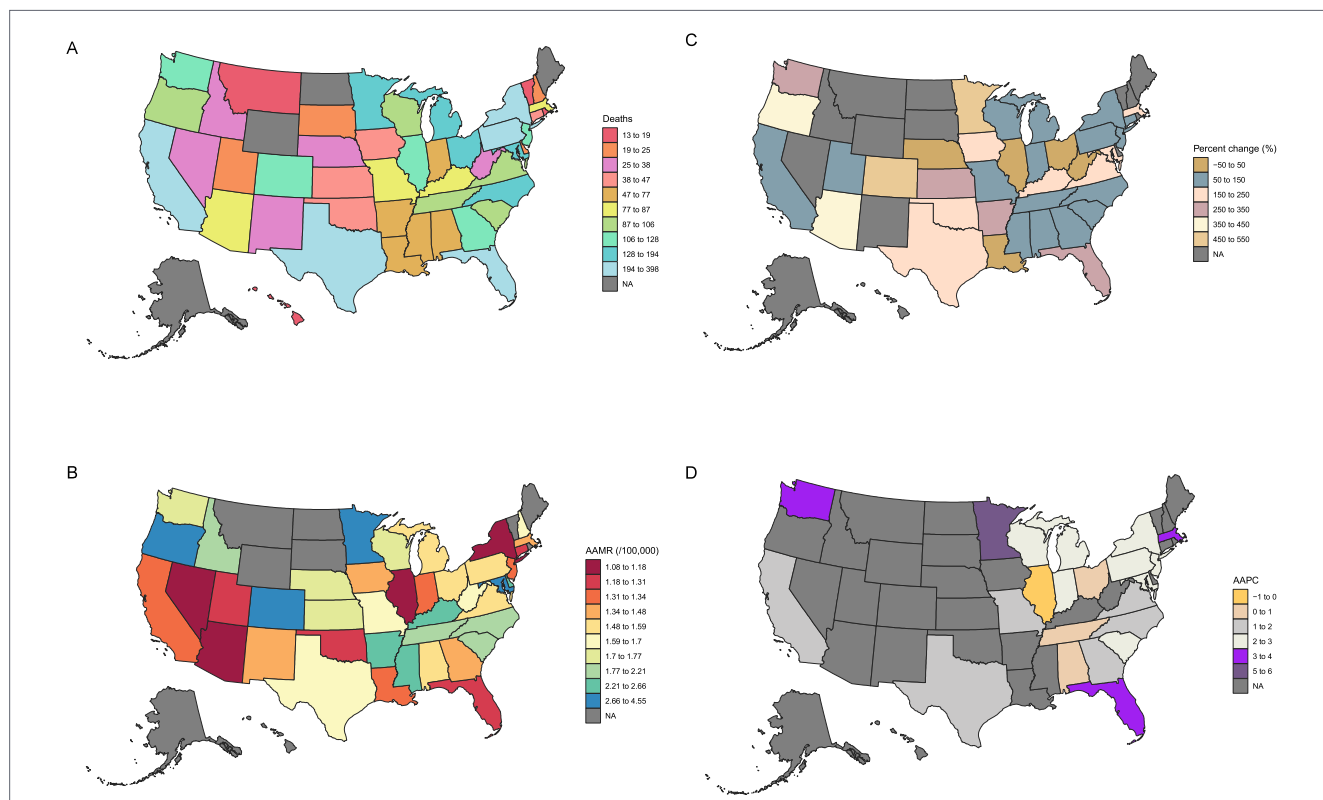 A
Deaths
13 to 19
19 to 25
25 to 38
38 to 47
47 to 77
77 to 87
87 to 106
106 to 128
128 to 194
194 to 398
NA
C
Percent change (%)
−50 to 50
50 to 150
150 to 250
250 to 350
350 to 450
450 to 550
NA
B
AAMR (/100,000)
1.08 to 1.18
1.18 to 1.31
1.31 to 1.34
1.34 to 1.48
1.48 to 1.59
1.59 to 1.7
1.7 to 1.77
1.77 to 2.21
2.21 to 2.66
2.66 to 4.55
NA
D
AAPC
−1 to 0
0 to 1
1 to 2
2 to 3
3 to 4
5 to 6
NA